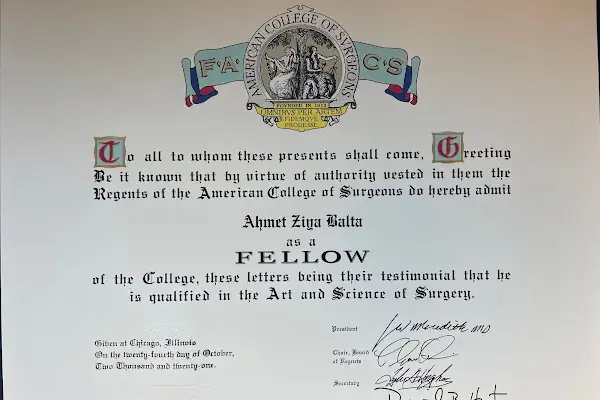 AMERICAN COLLEGE OF SURGEONS
F·A· C·S
FOUNDED IN 1913
OMNIBVS PER ARTEM
FIDEMQVE
PRODESSE
To all to whom these presents shall come, Greeting
Be it known that by virtue of authority vested in them the
Regents of the American College of Surgeons do hereby admit
Ahmet Ziya Balta
as a
FELLOW
of the College, these letters being their testimonial that he
is qualified in the Art and Science of Surgery.
Given at Chicago, Illinois
On the twenty-fourth day of October,
Two Thousand and twenty-one.
President
J W Meredith MD
Chair, Board
of Regents
Secretary